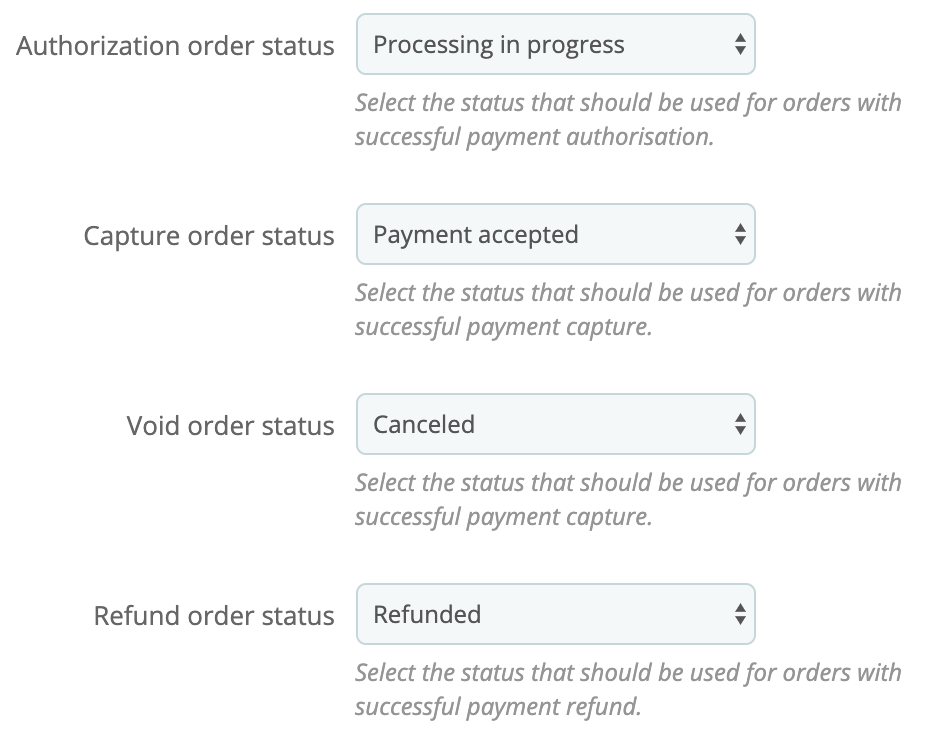 Authorization order status
Processing in progress
Select the status that should be used for orders with
successful payment authorisation.
Capture order status
Payment accepted
Select the status that should be used for orders with
successful payment capture.
Void order status
Canceled
Select the status that should be used for orders with
successful payment capture.
Refund order status
Refunded
Select the status that should be used for orders with
successful payment refund.